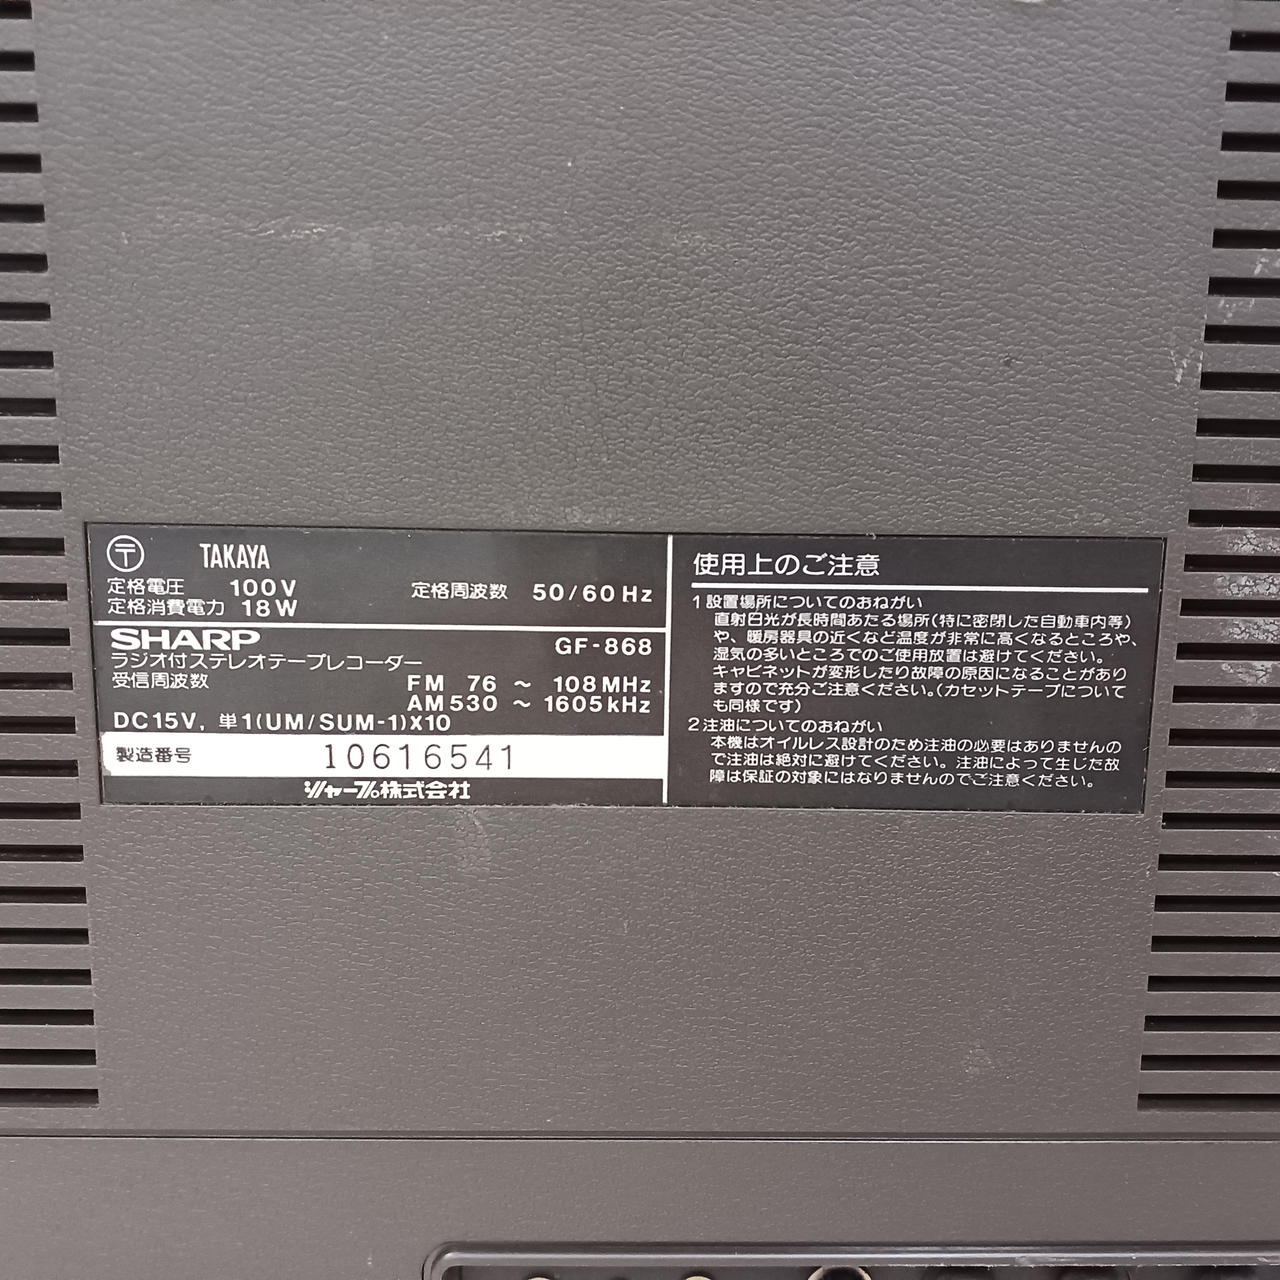 〒 TAKAYA
定格電圧 100V 定格周波数 50/60Hz
定格消費電力 18W
SHARP GF-868
ラジオ付ステレオテープレコーダー
受信周波数 FM 76 ～ 108MHz
AM 530 ～ 1605kHz
DC15V, 単1(UM/SUM-1)X10
製造番号 10616541
シャープ株式会社
使用上のご注意
1 設置場所についてのおねがい
直射日光が長時間あたる場所(特に密閉した自動車内等)
や、暖房器具の近くなど温度が非常に高くなるところや、
湿気の多いところでのご使用放置は避けてください。
キャビネットが変形したり故障の原因になることがあり
ますので充分ご注意ください。(カセットテープについて
も同様です)
2 注油についてのおねがい
本機はオイルレス設計のため注油の必要はありませんの
で注油は絶対に避けてください。注油によって生じた故
障は保証の対象にはなりませんのでご注意ください。